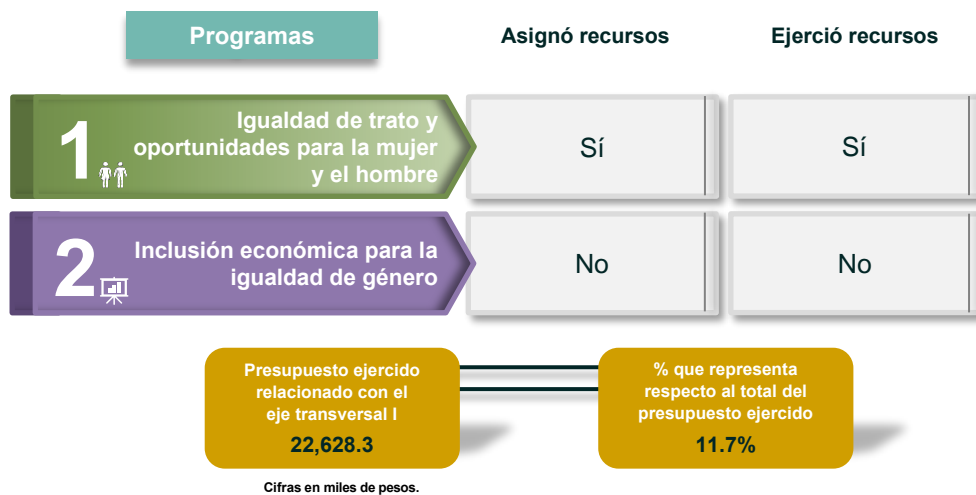 Programas
Asignó recursos
Ejerció recursos
1
Igualdad de trato y
oportunidades para la mujer
y el hombre
Sí
Sí
2
Inclusión económica para la
igualdad de género
No
No
Presupuesto ejercido
relacionado con el
eje transversal I
22,628.3
% que representa
respecto al total del
presupuesto ejercido
11.7%
Cifras en miles de pesos.